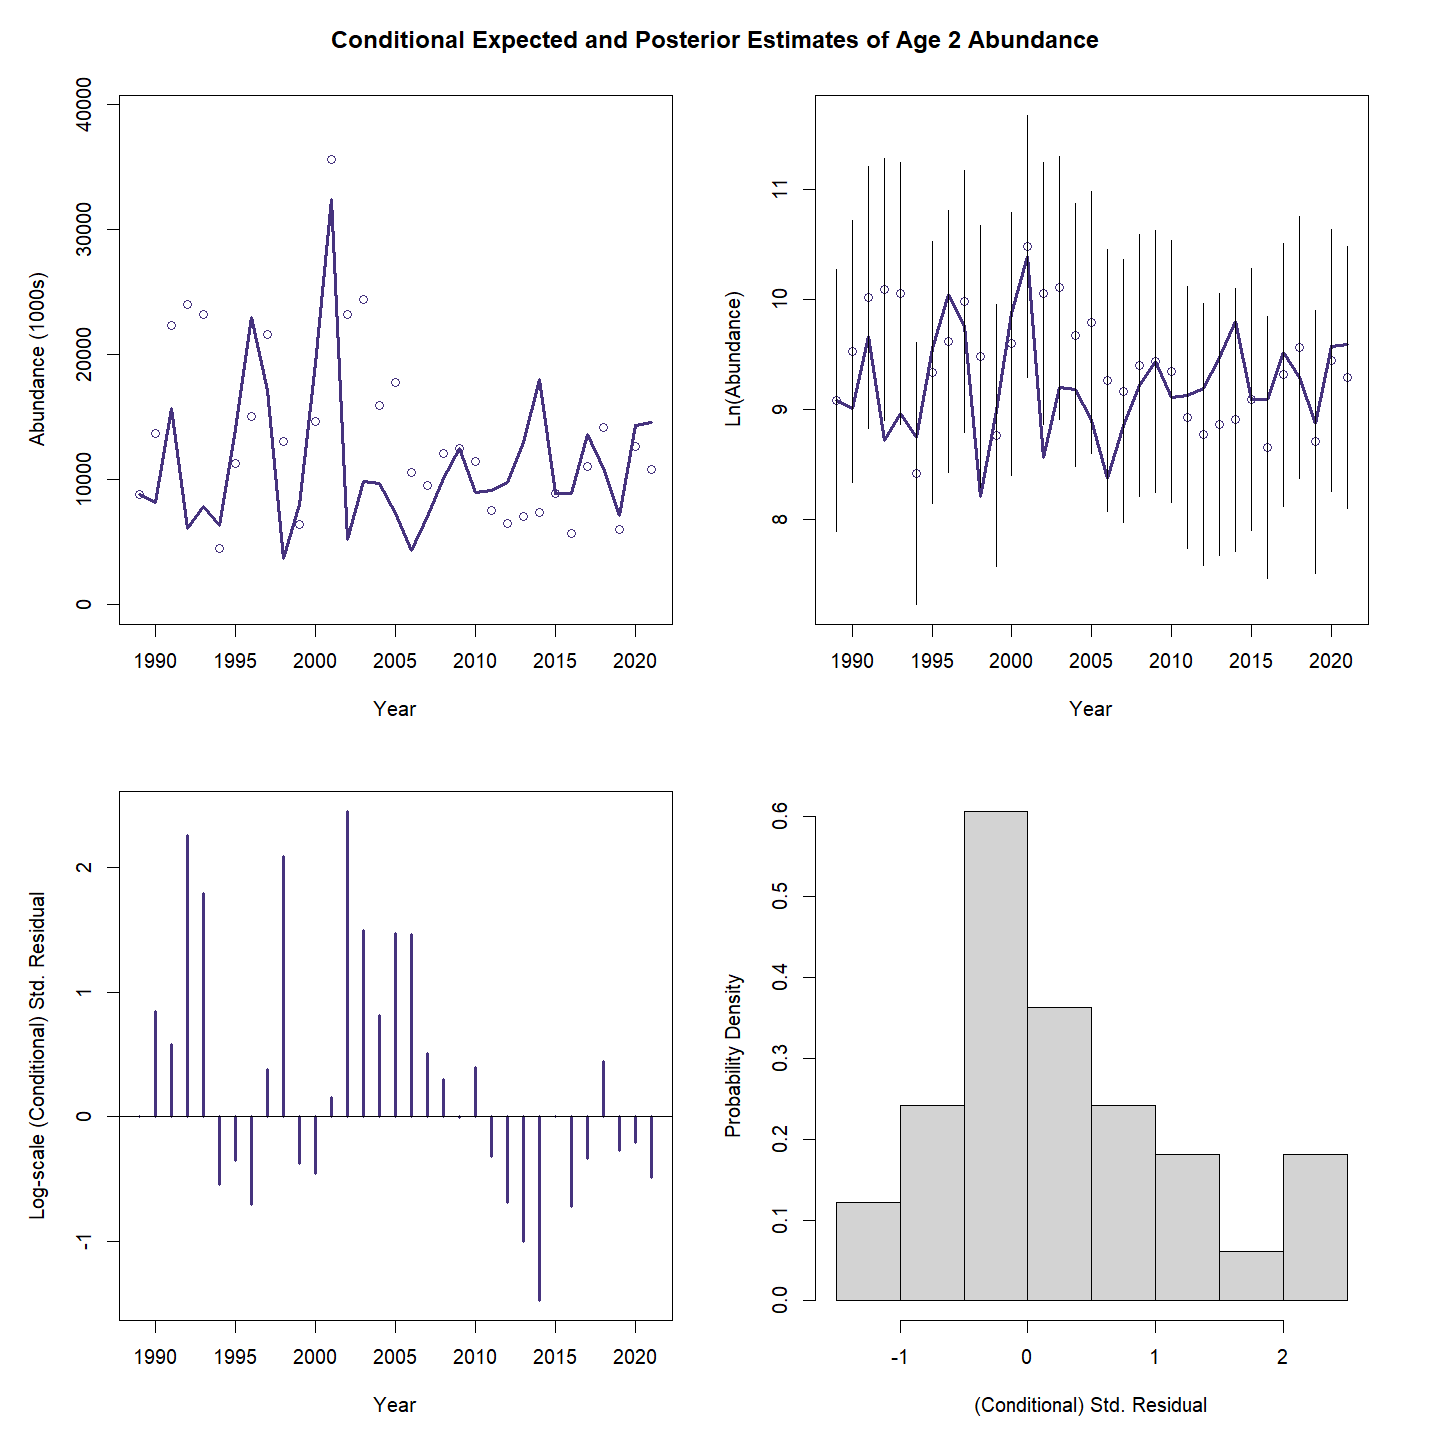 Conditional Expected and Posterior Estimates of Age 2 Abundance
Abundance (1000s)
40000
30000
20000
10000
0
1990 1995 2000 2005 2010 2015 2020
Year
Ln(Abundance)
11
10
9
8
1990 1995 2000 2005 2010 2015 2020
Year
Log-scale (Conditional) Std. Residual
2
1
0
-1
1990 1995 2000 2005 2010 2015 2020
Year
Probability Density
0.6
0.5
0.4
0.3
0.2
0.1
0.0
-1 0 1 2
(Conditional) Std. Residual